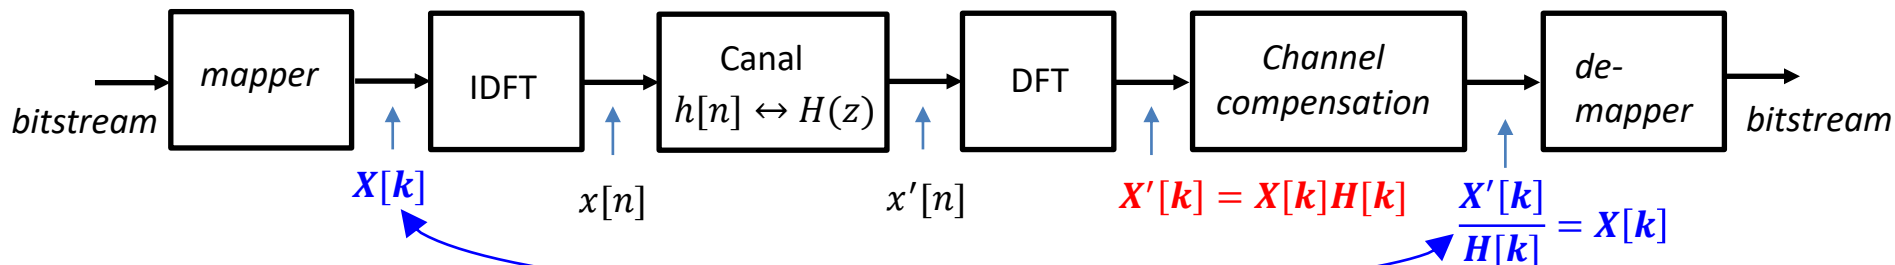 bitstream
mapper
X[k]
IDFT
x[n]
Canal
h[n] ↔ H(z)
x′[n]
DFT
X′[k] = X[k]H[k]
Channel
compensation
X′[k]
H[k]
= X[k]
de-
mapper
bitstream